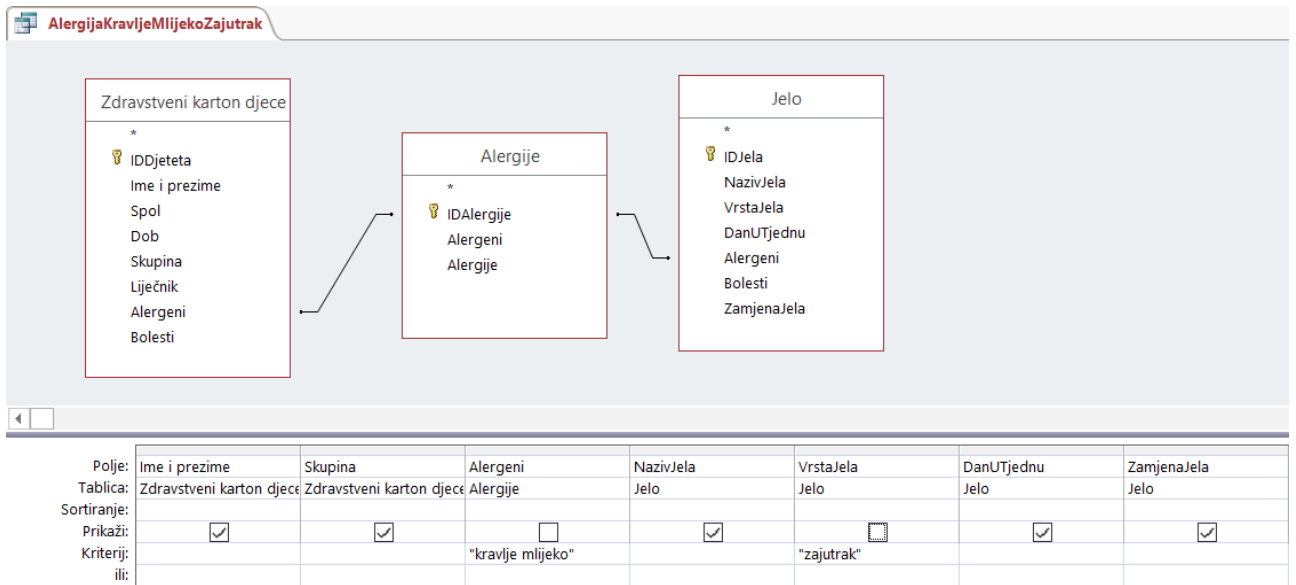 AlergijaKravljeMlijekoZajutrak
Zdravstveni karton djece
*
IDDjeteta
Ime i prezime
Spol
Dob
Skupina
Liječnik
Alergeni
Bolesti
Alergije
*
IDAlergije
Alergeni
Alergije
Jelo
*
IDJela
NazivJela
VrstaJela
DanUTjednu
Alergeni
Bolesti
ZamjenaJela
Polje: Ime i prezime Skupina Alergeni NazivJela VrstaJela DanUTjednu ZamjenaJela
Tablica: Zdravstveni karton djece Zdravstveni karton djece Alergije Jelo Jelo Jelo Jelo
Sortiranje:
Prikaži:
Kriterij: "kravlje mlijeko" "zajutrak"
ili: